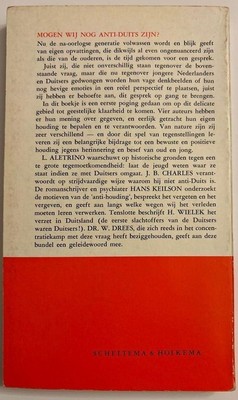 MOGEN WIJ NOG ANTI-DUITS ZIJN?
Nu de na-oorlogse generatie volwassen wordt en blijk geeft
van eigen opvattingen, die dikwijls al even ongenuanceerd zijn
als die van de ouderen, is de tijd gekomen voor een gesprek.
Juist zij, die niet onverschillig staan tegenover de boven-
staande vraag, maar die nu tegenover jongere Nederlanders
en Duitsers gedwongen worden hun vage denkbeelden of hun
nog hevige emoties in een reëel perspectief te plaatsen, juist
zij hebben er behoefte aan, dit gesprek op gang te brengen.
In dit boekje is een eerste poging gedaan om op dit delicate
gebied tot geestelijke klaarheid te komen. Vier auteurs hebben
er hun mening over gegeven, en eerlijk getracht hun eigen
houding te bepalen en te verantwoorden. Van nature zijn zij
zeer verschillend — en door dit spel van tegenstellingen le-
veren zij een belangrijke bijdrage tot een bewuste en positieve
houding jegens herinnering en besef van oud en jong.
L. ALETRINO waarschuwt op historische gronden tegen een
te grote tegemoetkomendheid: laat de jeugd weten waar ze
staat indien ze met Duitsers omgaat. J. B. CHARLES verant-
woordt op strijdvaardige wijze waarom hij niet anti-Duits is.
De romanschrijver en psychiater HANS KEILSON onderzoekt
de motieven van de 'anti-houding', bespreekt het vergeten en het
vergeven, en geeft aan langs welke wegen wij het verleden
moeten leren verwerken. Tenslotte beschrijft H. WIELEK het
verzet in Duitsland (de eerste slachtoffers van de Duitsers
waren Duitsers!). DR. W. DREES, die zich reeds in het con-
centratiekamp met deze vraag heeft beziggehouden, geeft aan deze
bundel een geleidewoord mee.
SCHELTEMA & HOLKEMA